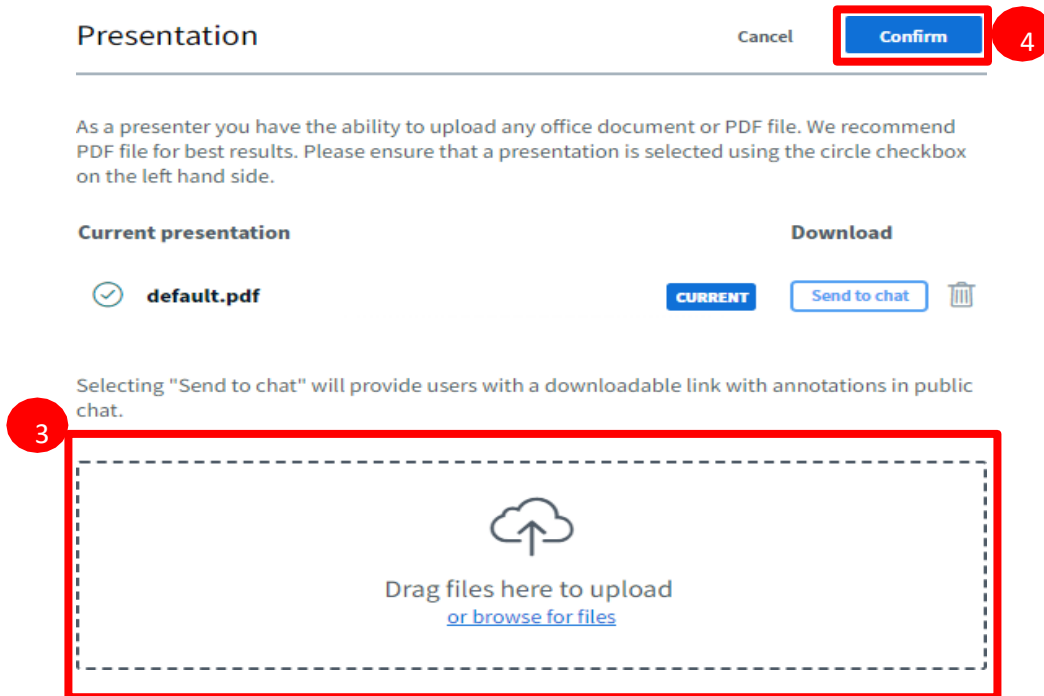 Presentation
Cancel
Confirm
4
As a presenter you have the ability to upload any office document or PDF file. We recommend
PDF file for best results. Please ensure that a presentation is selected using the circle checkbox
on the left hand side.
Current presentation
Download
default.pdf
CURRENT
Send to chat
Selecting "Send to chat" will provide users with a downloadable link with annotations in public
chat.
3
Drag files here to upload
or browse for files